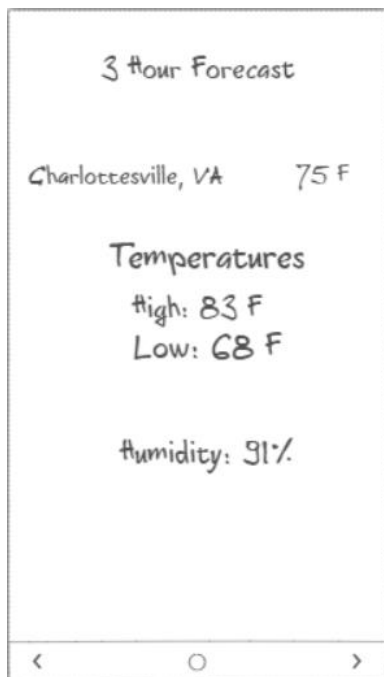 3 Hour Forecast
Charlottesville, VA 75 F
Temperatures
High: 83 F
Low: 68 F
Humidity: 91%